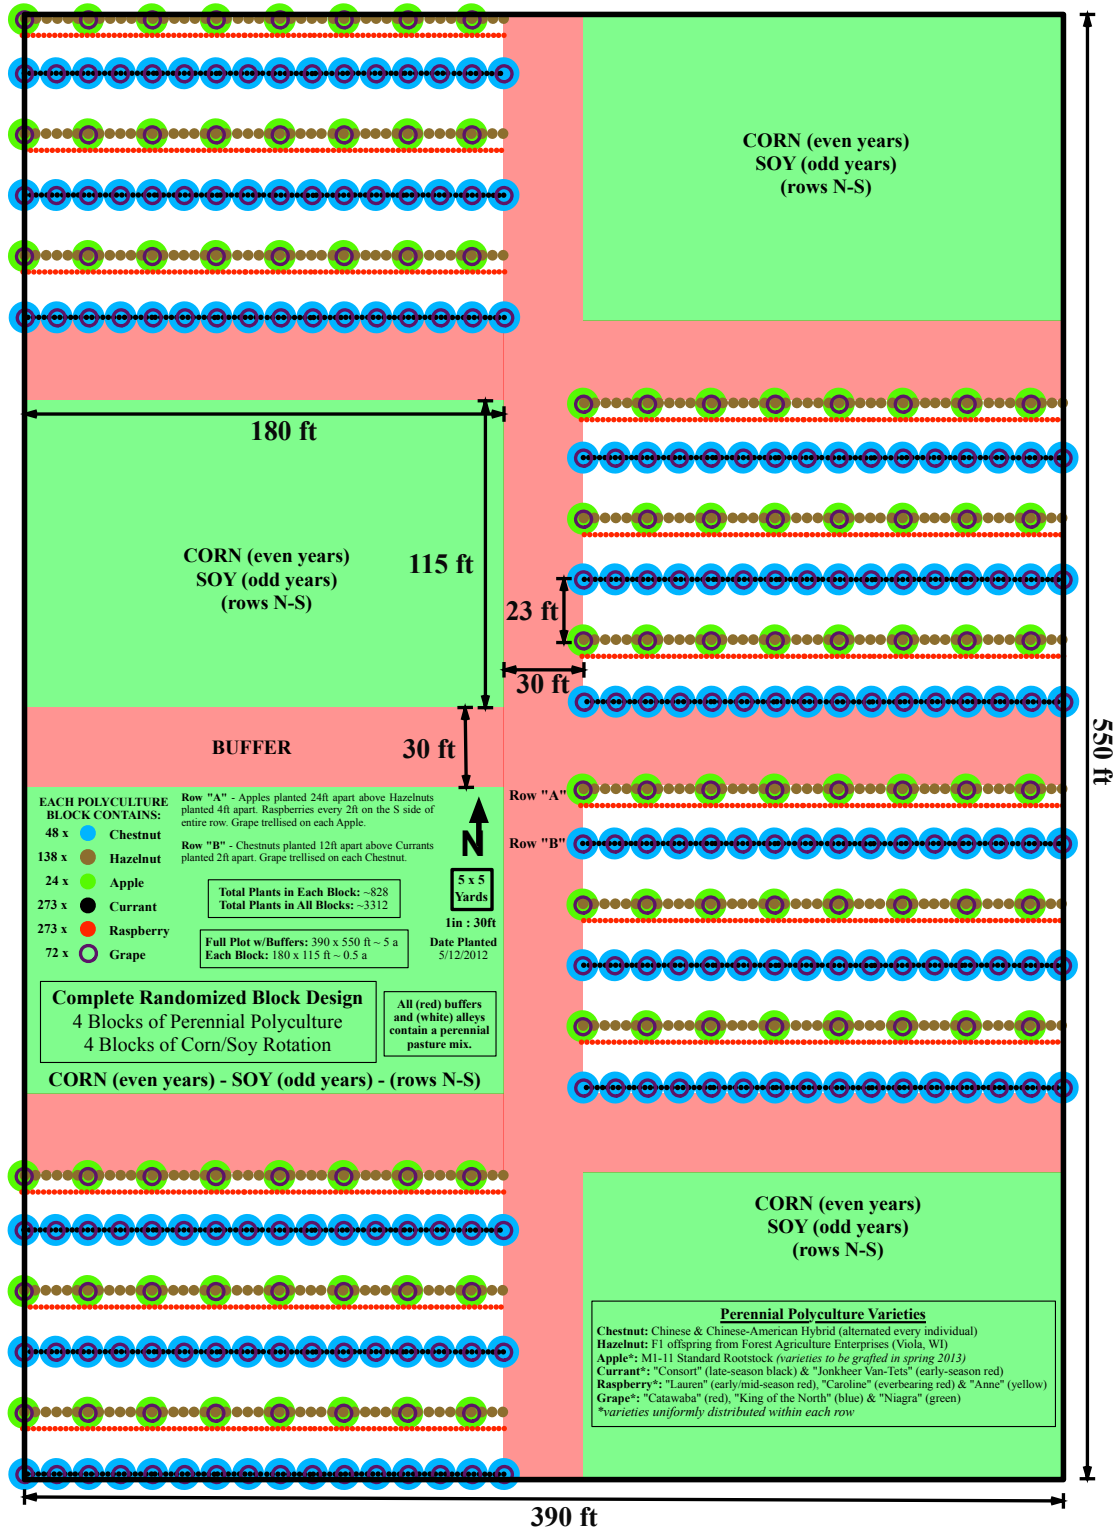 CORN (even years)
SOY (odd years)
(rows N-S)
180 ft
115 ft
CORN (even years)
SOY (odd years)
(rows N-S)
23 ft
30 ft
BUFFER
30 ft
550 ft
EACH POLYCULTURE
BLOCK CONTAINS:
48 x Chestnut
138 x Hazelnut
24 x Apple
273 x Currant
273 x Raspberry
72 x Grape
Row "A" - Apples planted 24ft apart above Hazelnuts
planted 4ft apart. Raspberries every 2ft on the S side of
entire row. Grape trellised on each Apple.
Row "B" - Chestnuts planted 12ft apart above Currants
planted 2ft apart. Grape trellised on each Chestnut.
Total Plants in Each Block: ~828
Total Plants in All Blocks: ~3312
Full Plot w/Buffers: 390 x 550 ft ~ 5 a
Each Block: 180 x 115 ft ~ 0.5 a
N
5 x 5
Yards
1in : 30ft
Date Planted
5/12/2012
Row "A"
Row "B"
Complete Randomized Block Design
4 Blocks of Perennial Polyculture
4 Blocks of Corn/Soy Rotation
All (red) buffers
and (white) alleys
contain a perennial
pasture mix.
CORN (even years) - SOY (odd years) - (rows N-S)
CORN (even years)
SOY (odd years)
(rows N-S)
Perennial Polyculture Varieties
Chestnut: Chinese & Chinese-American Hybrid (alternated every individual)
Hazelnut: F1 offspring from Forest Agriculture Enterprises (Viola, WI)
Apple*: M1-11 Standard Rootstock (varieties to be grafted in spring 2013)
Currant*: "Consort" (late-season black) & "Jonkheer Van-Tets" (early-season red)
Raspberry*: "Lauren" (early/mid-season red), "Caroline" (everbearing red) & "Anne" (yellow)
Grape*: "Catawaba" (red), "King of the North" (blue) & "Niagra" (green)
*varieties uniformly distributed within each row
390 ft